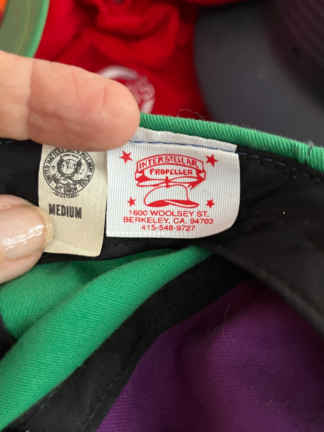 MEDIUM
INTERSTELLAR
PROPELLER
1600 WOOLSEY ST.
BERKELEY, CA. 94703
415-548-9727